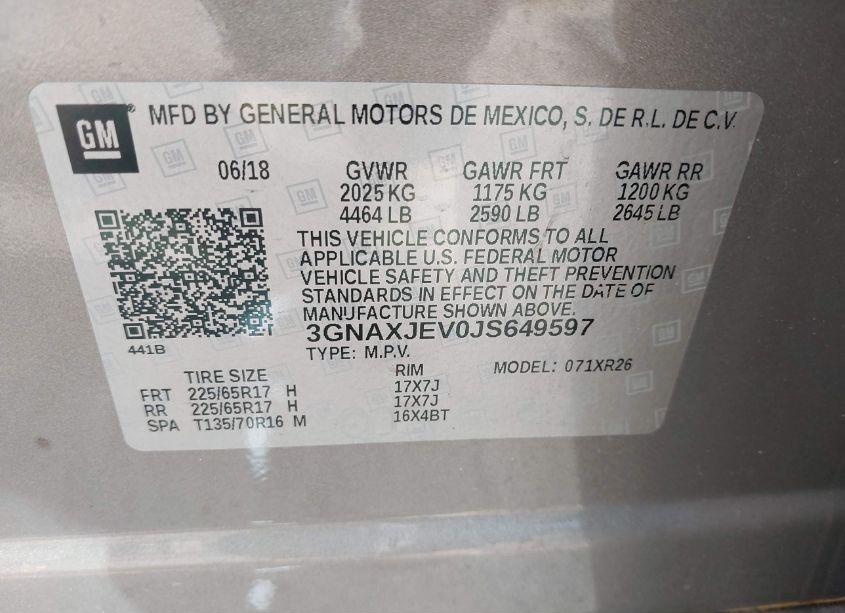 GM ® MFD BY GENERAL MOTORS DE MEXICO, S. DE R.L. DE C.V.
06/18 GVWR GAWR FRT GAWR RR
2025 KG 1175 KG 1200 KG
4464 LB 2590 LB 2645 LB
THIS VEHICLE CONFORMS TO ALL
APPLICABLE U.S. FEDERAL MOTOR
VEHICLE SAFETY AND THEFT PREVENTION
STANDARDS IN EFFECT ON THE DATE OF
MANUFACTURE SHOWN ABOVE.
3GNAXJEV0JS649597
441B
TYPE: M.P.V.
TIRE SIZE RIM MODEL: 071XR26
FRT 225/65R17 H 17X7J
RR 225/65R17 H 17X7J
SPA T135/70R16 M 16X4BT